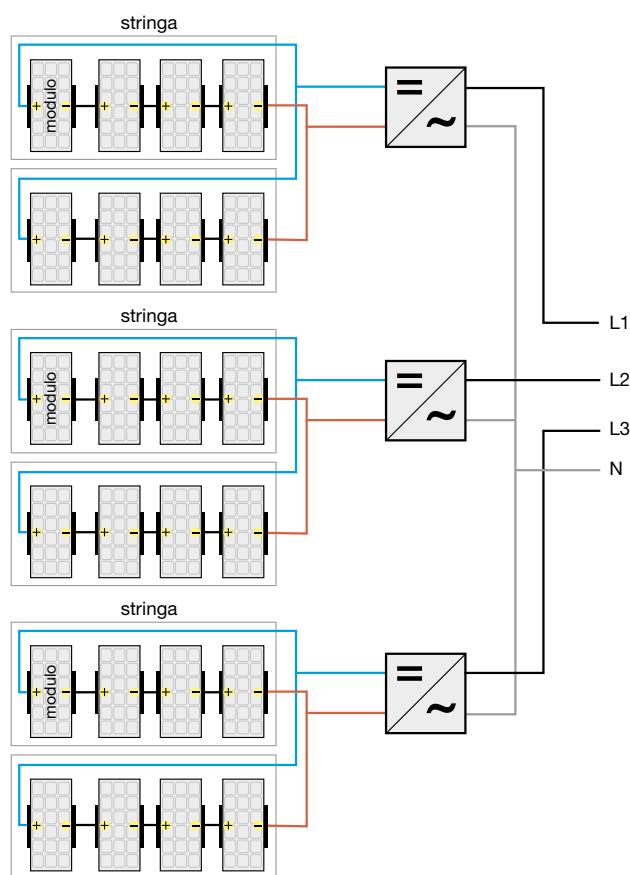 stringa
modulo
+ − + − + − + −
+ − + − + − + −
= ~
L1
stringa
modulo
+ − + − + − + −
+ − + − + − + −
= ~
L2
L3
N
stringa
modulo
+ − + − + − + −
+ − + − + − + −
= ~